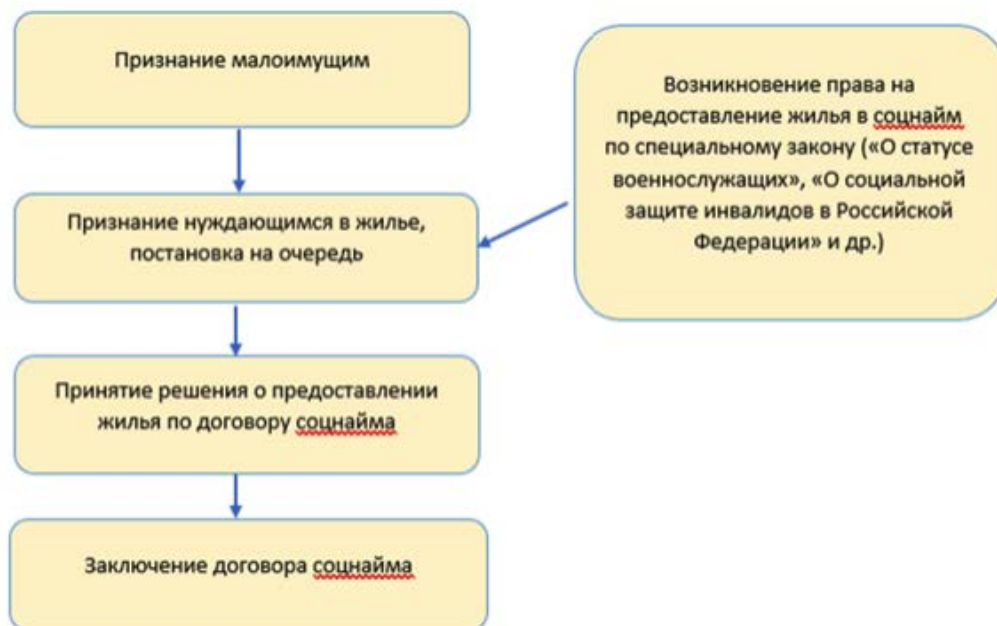 Признание малоимущим
Возникновение права на
предоставление жилья в соцнайм
по специальному закону («О статусе
военнослужащих», «О социальной
защите инвалидов в Российской
Федерации» и др.)
Признание нуждающимся в жилье,
постановка на очередь
Принятие решения о предоставлении
жилья по договору соцнайма
Заключение договора соцнайма